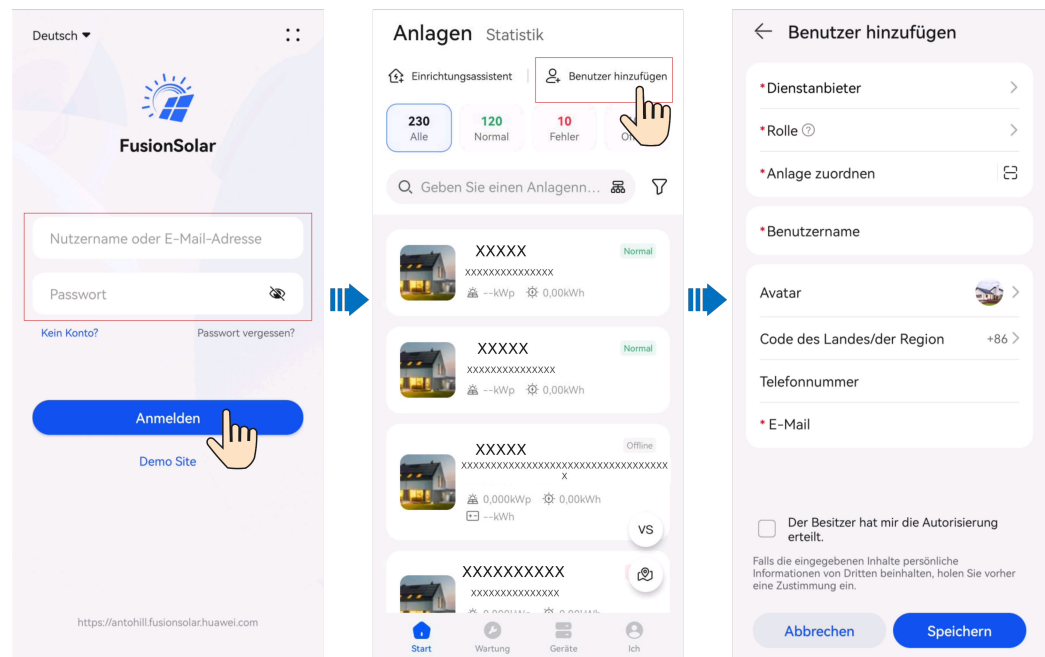 Deutsch
FusionSolar
Nutzername oder E-Mail-Adresse
Passwort
Kein Konto? Passwort vergessen?
Anmelden
Demo Site
https://antohill.fusionsolar.huawei.com
Anlagen Statistik
Einrichtungsassistent Benutzer hinzufügen
230 120 10
Alle Normal Fehler
Geben Sie einen Anlagenn...
XXXXX Normal
xxxxxxxxxxxxxxx
--kWp 0,00kWh
XXXXX Normal
xxxxxxxxxxxxxxx
--kWp 0,00kWh
XXXXX Offline
xxxxxxxxxxxxxxxxxxxxxxxxxxxxxxxxxxx
x
0,000kWp 0,00kWh
--kWh
VS
XXXXXXXXXX
xxxxxxxxxxxxxxx
Start Wartung Geräte Ich
Benutzer hinzufügen
*Dienstanbieter
*Rolle
*Anlage zuordnen
*Benutzername
Avatar
Code des Landes/der Region +86
Telefonnummer
* E-Mail
Der Besitzer hat mir die Autorisierung
erteilt.
Falls die eingegebenen Inhalte persönliche
Informationen von Dritten beinhalten, holen Sie vorher
eine Zustimmung ein.
Abbrechen Speichern